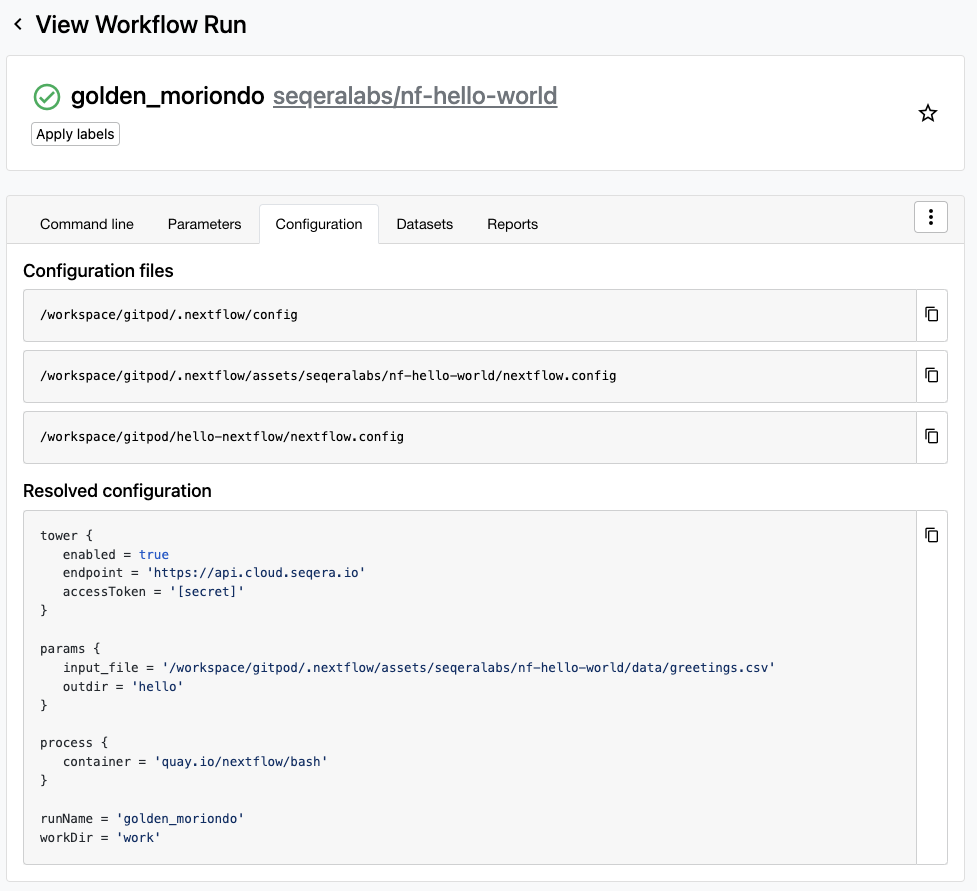 View Workflow Run
golden_moriondo seqeralabs/nf-hello-world
Apply labels
Command line Parameters Configuration Datasets Reports
Configuration files
/workspace/gitpod/.nextflow/config
/workspace/gitpod/.nextflow/assets/seqeralabs/nf-hello-world/nextflow.config
/workspace/gitpod/hello-nextflow/nextflow.config
Resolved configuration
tower {
   enabled = true
   endpoint = 'https://api.cloud.seqera.io'
   accessToken = '[secret]'
}
params {
   input_file = '/workspace/gitpod/.nextflow/assets/seqeralabs/nf-hello-world/data/greetings.csv'
   outdir = 'hello'
}
process {
   container = 'quay.io/nextflow/bash'
}
runName = 'golden_moriondo'
workDir = 'work'